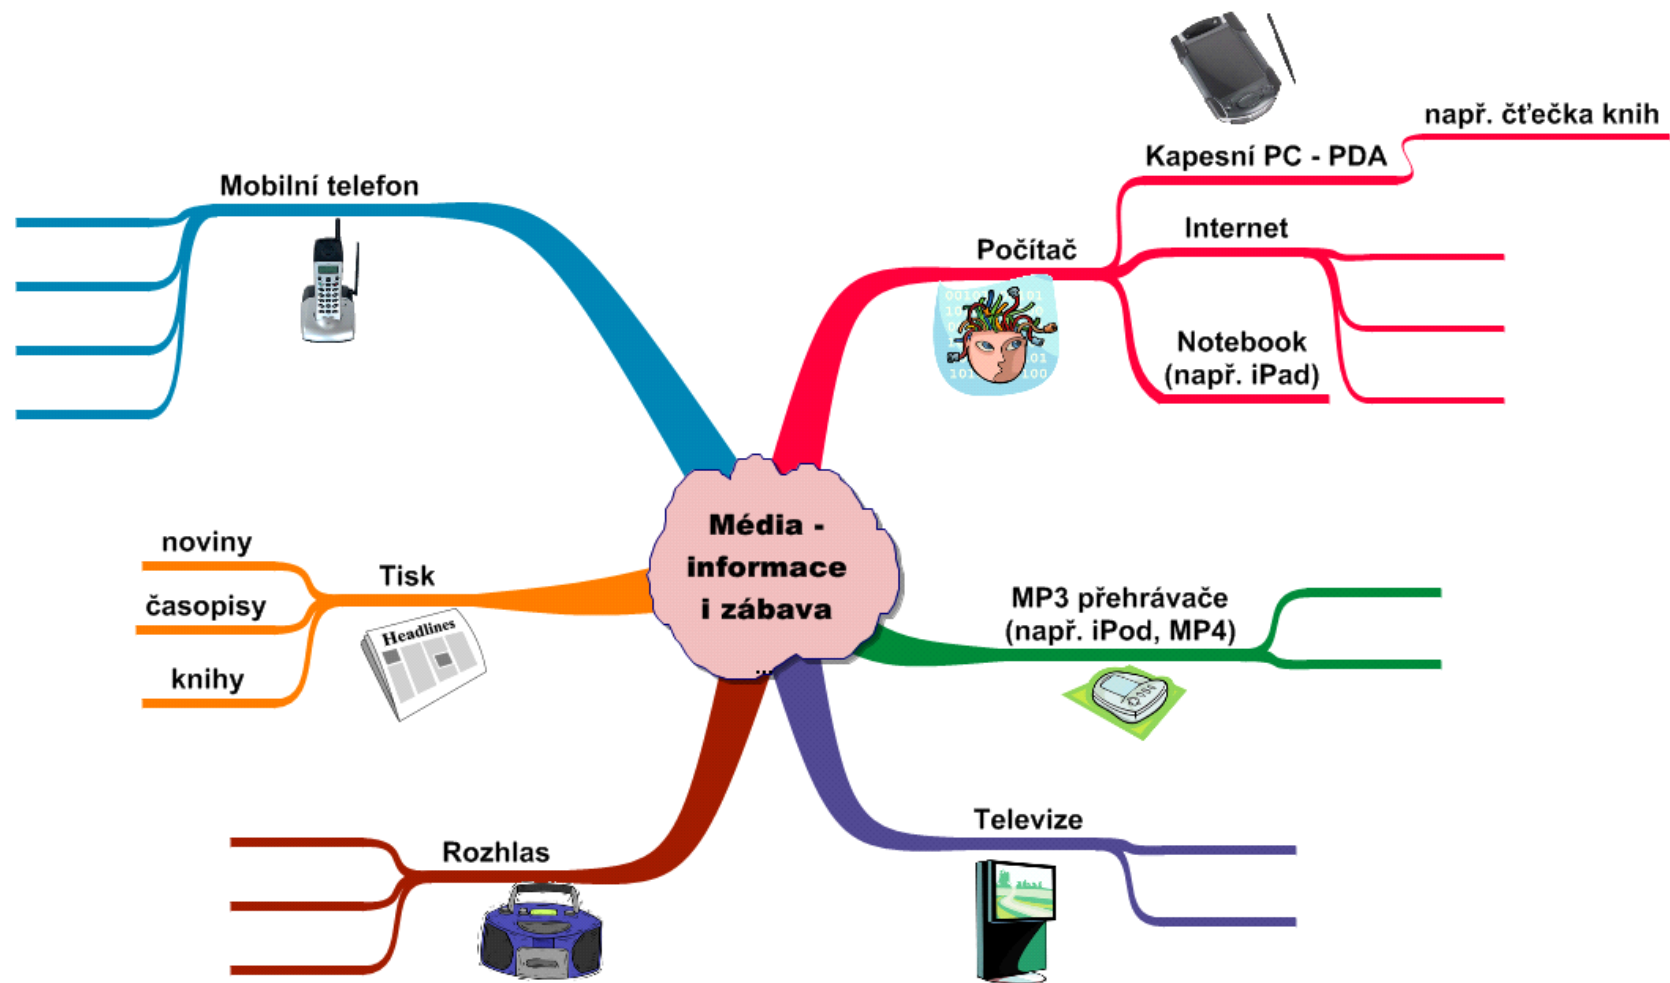 např. čťečka knih
Kapesní PC - PDA
Mobilní telefon
Internet
Počítač
Notebook
(např. iPad)
Média -
informace
i zábava
...
noviny
Tisk
časopisy
knihy
Headlines
MP3 přehrávače
(např. iPod, MP4)
Televize
Rozhlas